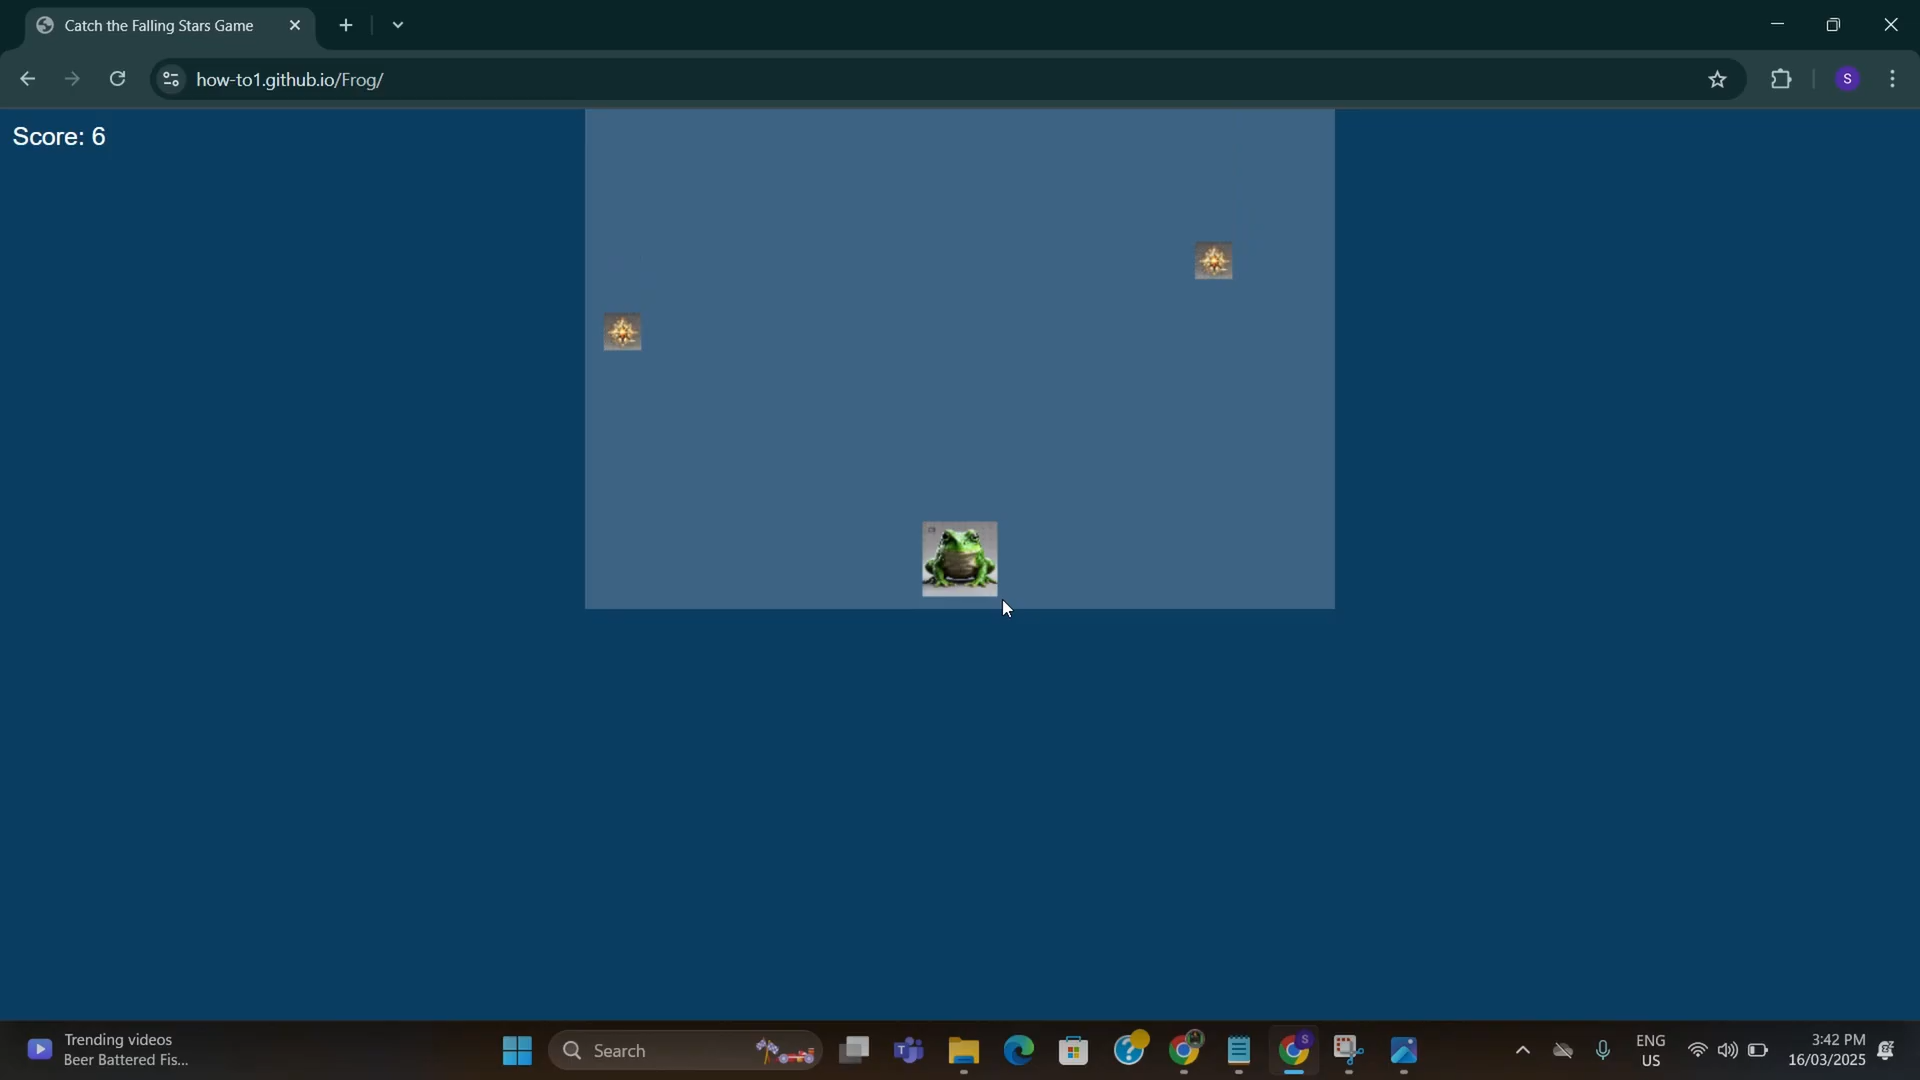 Catch the Falling Stars Game
how-to1.github.io/Frog/
S
Score: 6
Trending videos
Beer Battered Fis...
Search
ENG
US
3:42 PM
16/03/2025